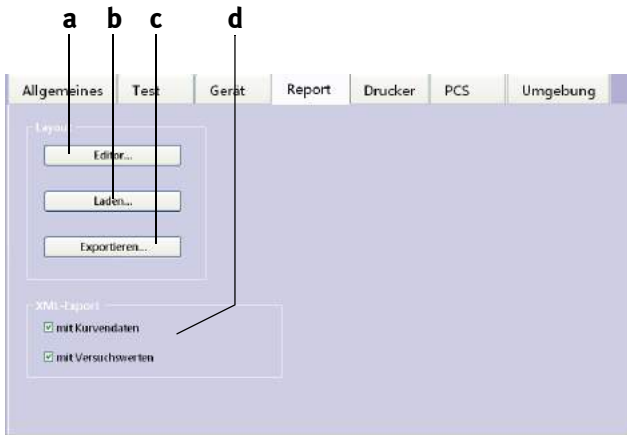 a b c d
Allgemeines Test Gerät Report Drucker PCS Umgebung
Layout
Editor...
Laden...
Exportieren...
XML-Export
mit Kurvendaten
mit Versuchswerten